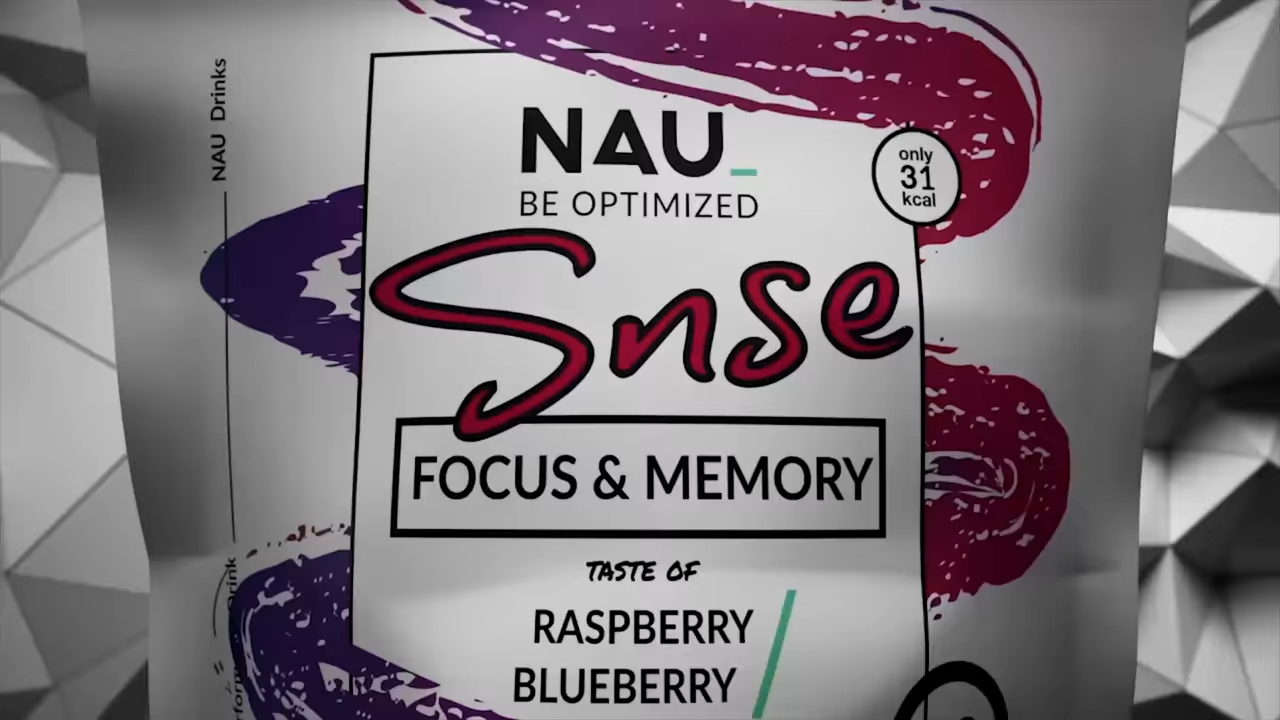 NAU Drinks
NAU_
BE OPTIMIZED
only
31
kcal
Snse
FOCUS & MEMORY
TASTE OF
RASPBERRY
BLUEBERRY